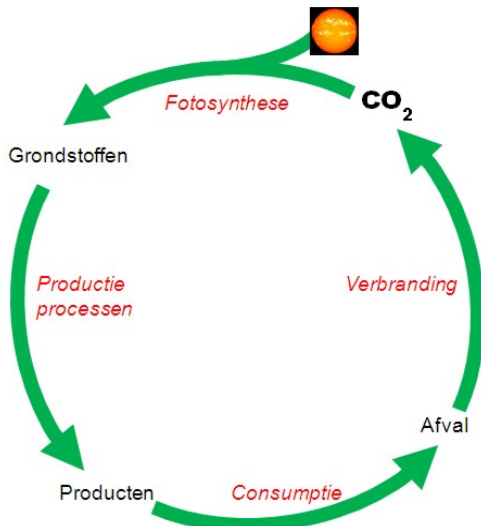 CO₂
Fotosynthese
Grondstoffen
Productie
processen
Verbranding
Afval
Producten
Consumptie